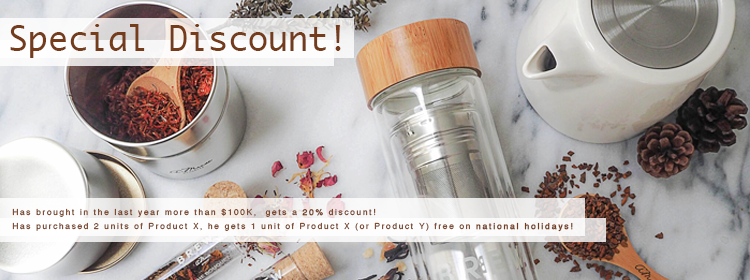 Special Discount!
Has brought in the last year more than $100K, gets a 20% discount!
Has purchased 2 units of Product X, he gets 1 unit of Product X (or Product Y) free on national holidays!